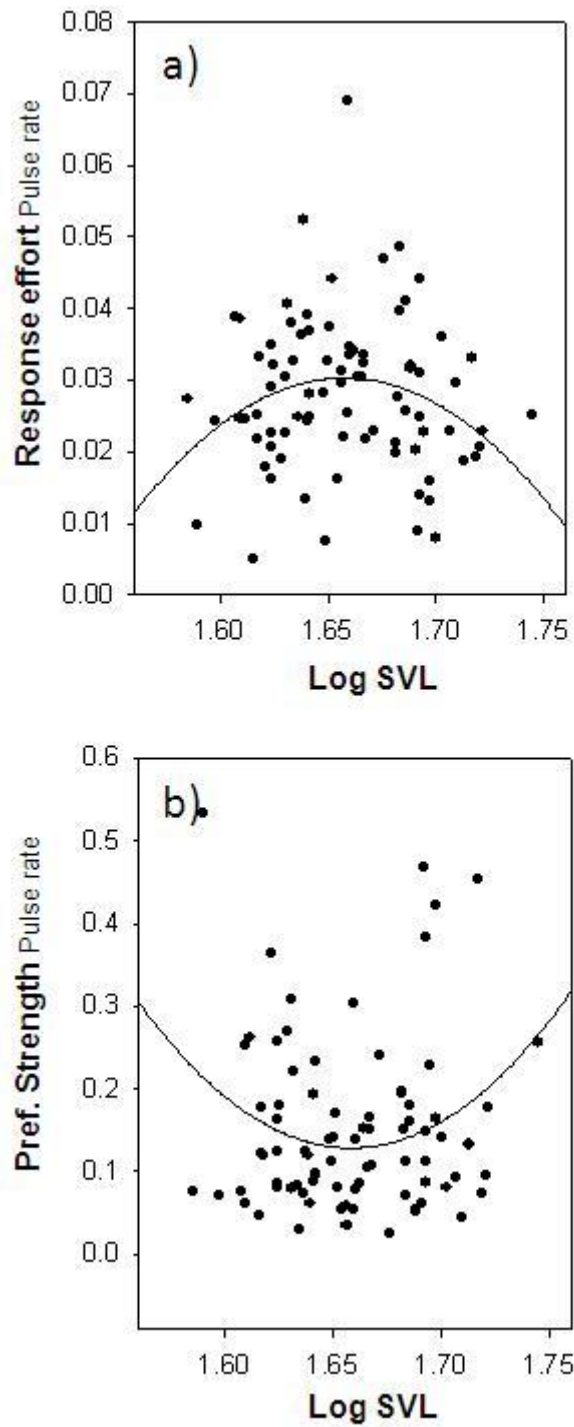 a)
Response effort Pulse rate
0.08
0.07
0.06
0.05
0.04
0.03
0.02
0.01
0.00
1.60 1.65 1.70 1.75
Log SVL
b)
Pref. Strength Pulse rate
0.6
0.5
0.4
0.3
0.2
0.1
0.0
1.60 1.65 1.70 1.75
Log SVL